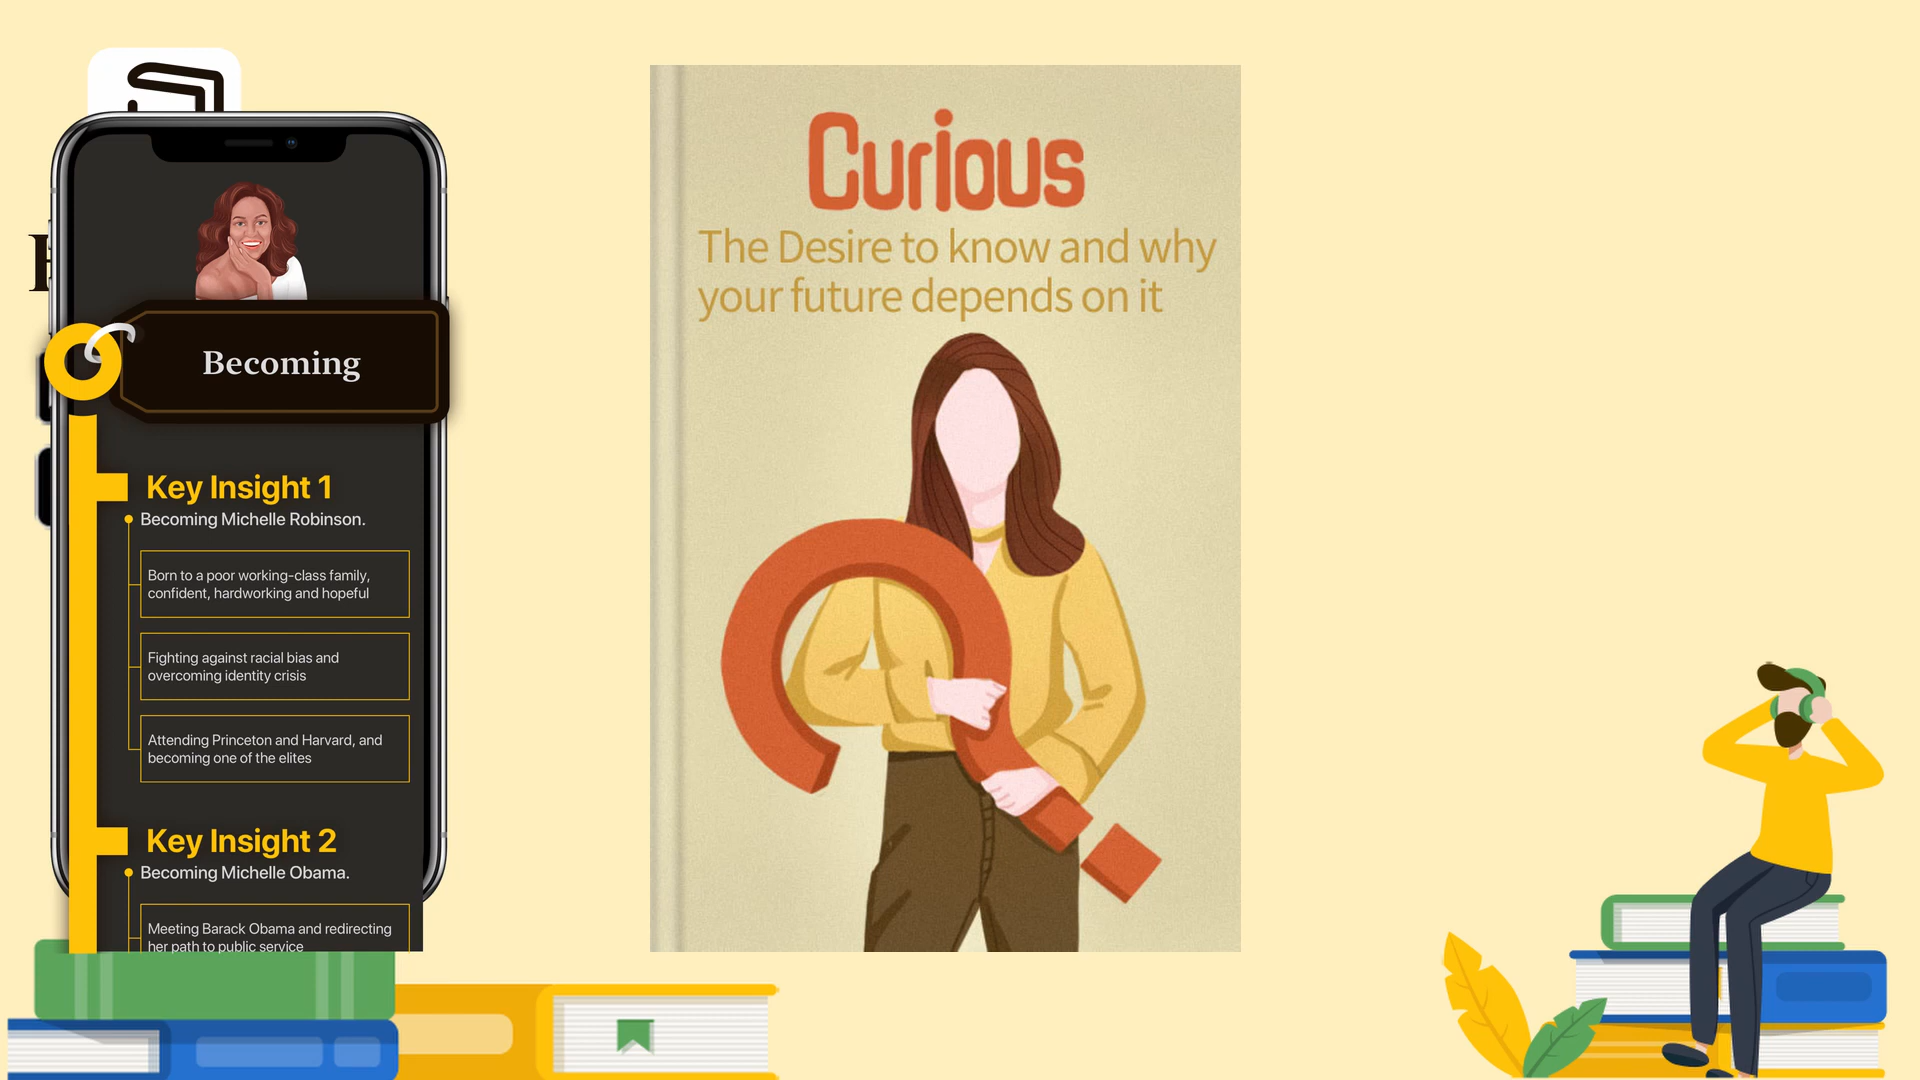 Becoming
Key Insight 1
Becoming Michelle Robinson.
Born to a poor working-class family,
confident, hardworking and hopeful
Fighting against racial bias and
overcoming identity crisis
Attending Princeton and Harvard, and
becoming one of the elites
Key Insight 2
Becoming Michelle Obama.
Meeting Barack Obama and redirecting
her path to public service
Curious
The Desire to know and why
your future depends on it